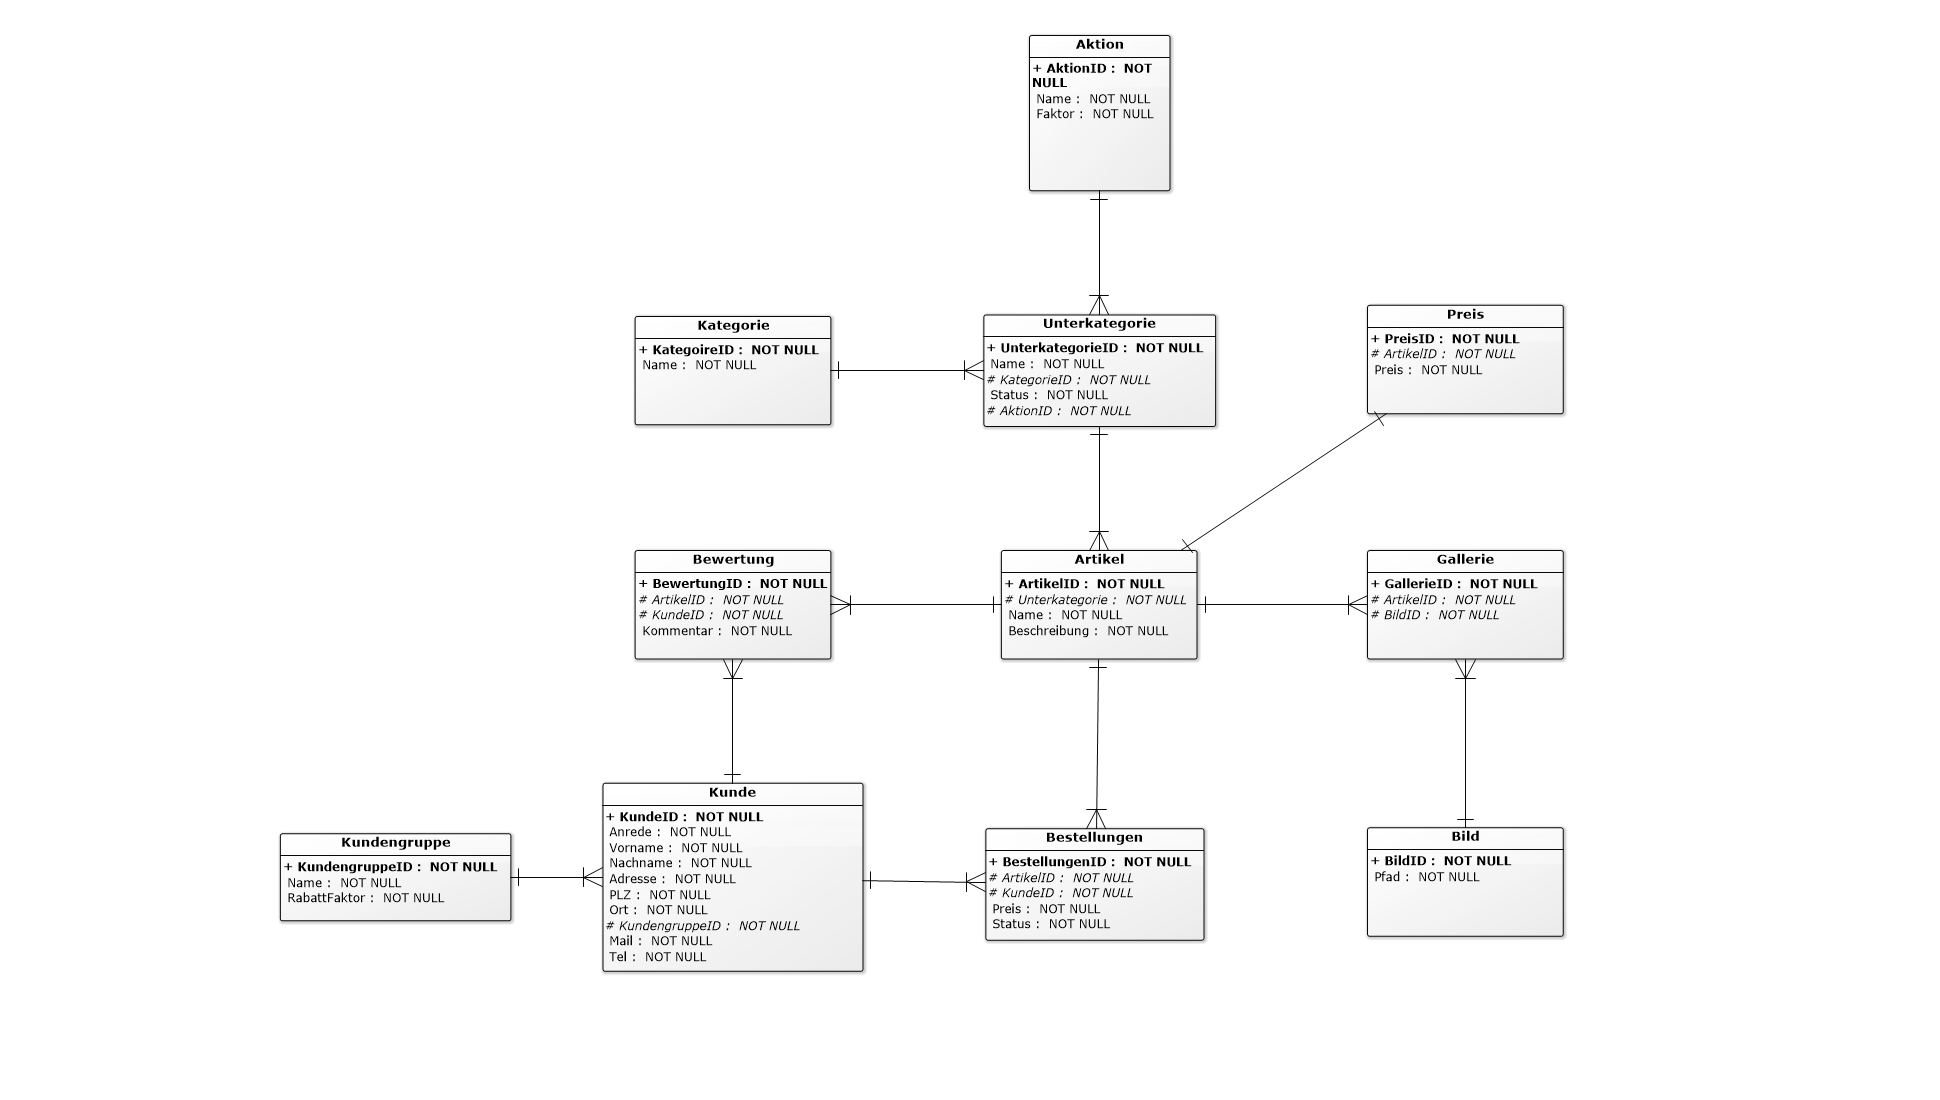 Aktion
+ AktionID : NOT
NULL
Name : NOT NULL
Faktor : NOT NULL
Kategorie
+ KategoireID : NOT NULL
Name : NOT NULL
Unterkategorie
+ UnterkategorieID : NOT NULL
Name : NOT NULL
# KategorieID : NOT NULL
Status : NOT NULL
# AktionID : NOT NULL
Preis
+ PreisID : NOT NULL
# ArtikelID : NOT NULL
Preis : NOT NULL
Bewertung
+ BewertungID : NOT NULL
# ArtikelID : NOT NULL
# KundeID : NOT NULL
Kommentar : NOT NULL
Artikel
+ ArtikelID : NOT NULL
# Unterkategorie : NOT NULL
Name : NOT NULL
Beschreibung : NOT NULL
Gallerie
+ GallerieID : NOT NULL
# ArtikelID : NOT NULL
# BildID : NOT NULL
Kundengruppe
+ KundengruppeID : NOT NULL
Name : NOT NULL
RabattFaktor : NOT NULL
Kunde
+ KundeID : NOT NULL
Anrede : NOT NULL
Vorname : NOT NULL
Nachname : NOT NULL
Adresse : NOT NULL
PLZ : NOT NULL
Ort : NOT NULL
# KundengruppeID : NOT NULL
Mail : NOT NULL
Tel : NOT NULL
Bestellungen
+ BestellungenID : NOT NULL
# ArtikelID : NOT NULL
# KundeID : NOT NULL
Preis : NOT NULL
Status : NOT NULL
Bild
+ BildID : NOT NULL
Pfad : NOT NULL